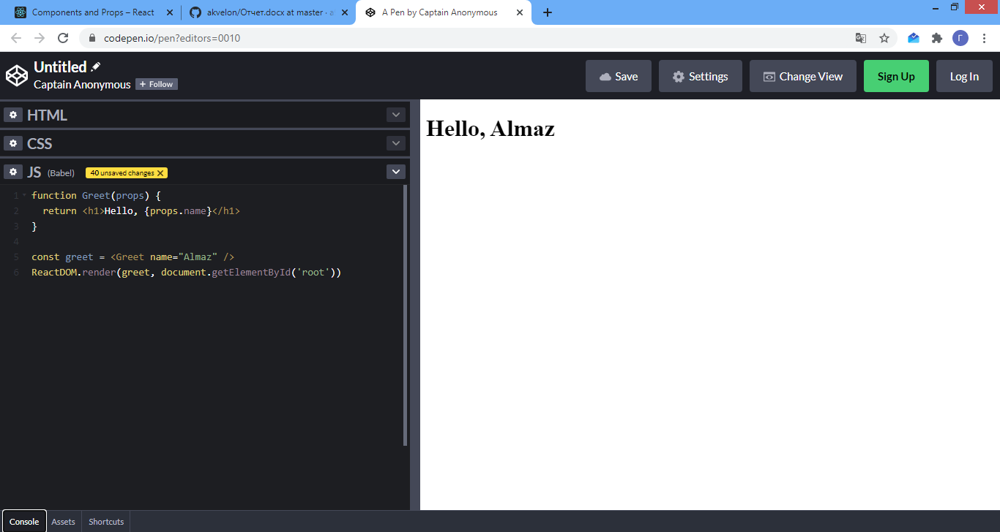 Components and Props – React
akvelon/Отчет.docx at master · a
A Pen by Captain Anonymous
codepen.io/pen?editors=0010
Г
Untitled
Captain Anonymous
+ Follow
Save
Settings
Change View
Sign Up
Log In
HTML
CSS
JS (Babel) 40 unsaved changes
1 function Greet(props) {
2 return <h1>Hello, {props.name}</h1>
3 }
4
5 const greet = <Greet name="Almaz" />
6 ReactDOM.render(greet, document.getElementById('root'))
Hello, Almaz
Console Assets Shortcuts